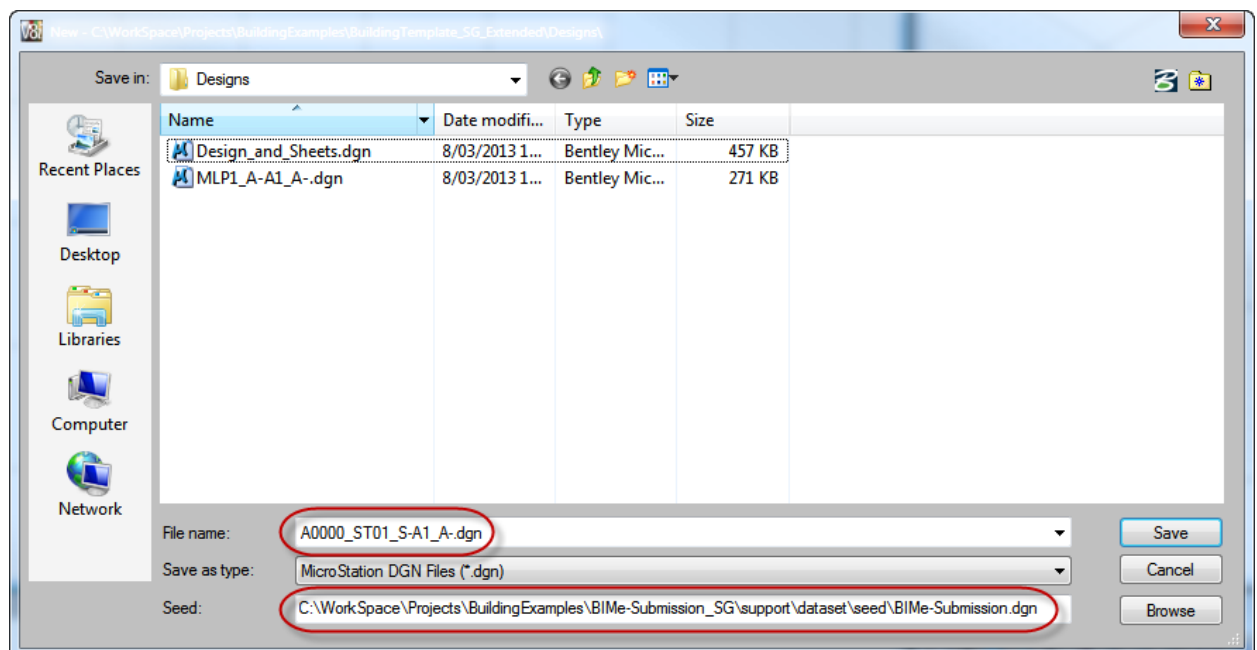 V8i New - C:\WorkSpace\Projects\BuildingExamples\BuildingTemplate_SG_Extended\Designs\
Save in: Designs
Name Date modifi... Type Size
Design_and_Sheets.dgn 8/03/2013 1... Bentley Mic... 457 KB
MLP1_A-A1_A-.dgn 8/03/2013 1... Bentley Mic... 271 KB
Recent Places
Desktop
Libraries
Computer
Network
File name: A0000_ST01_S-A1_A-.dgn Save
Save as type: MicroStation DGN Files (*.dgn) Cancel
Seed: C:\WorkSpace\Projects\BuildingExamples\BIMe-Submission_SG\support\dataset\seed\BIMe-Submission.dgn Browse